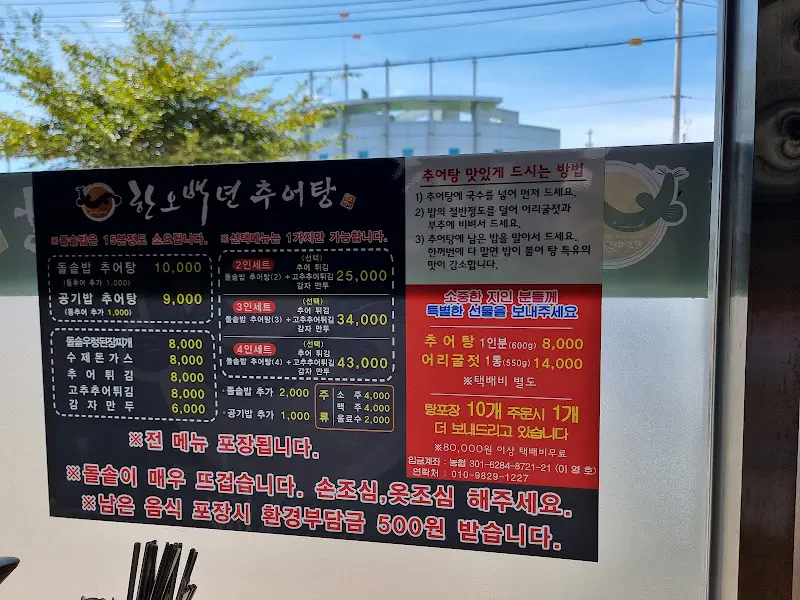 한오백년 추어탕
※돌솥밥은 15분정도 소요됩니다.
돌솥밥 추어탕 10,000
(통추어 추가 1,000)
공기밥 추어탕 9,000
(통추어 추가 1,000)
돌솥우렁된장찌개 8,000
수제돈가스 8,000
추어튀김 8,000
고추추어튀김 8,000
감자만두 6,000
※선택메뉴는 1가지만 가능합니다.
2인세트 (선택)
추어 튀김
돌솥밥 추어탕(2) + 고추추어튀김 25,000
감자 만두
3인세트 (선택)
추어 튀김
돌솥밥 추어탕(3) + 고추추어튀김 34,000
감자 만두
4인세트 (선택)
추어 튀김
돌솥밥 추어탕(4) + 고추추어튀김 43,000
감자 만두
· 돌솥밥 추가 2,000
· 공기밥 추가 1,000
주류
소주 4,000
맥주 4,000
음료수 2,000
※전 메뉴 포장됩니다.
※돌솥이 매우 뜨겁습니다. 손조심,옷조심 해주세요.
※남은 음식 포장시 환경부담금 500원 받습니다.
추어탕 맛있게 드시는 방법
1) 추어탕에 국수를 넣어 먼저 드세요.
2) 밥의 절반정도를 덜어 어리굴젓과
부추에 비벼서 드세요.
3) 추어탕에 남은 밥을 말아서 드세요.
한꺼번에 다 말면 밥이 불어 탕 특유의
맛이 감소합니다.
소중한 지인 분들께
특별한 선물을 보내주세요
추어탕 1인분(600g) 8,000
어리굴젓 1통(550g) 14,000
※택배비 별도
탕포장 10개 주문시 1개
더 보내드리고 있습니다
※80,000원 이상 택배비무료
입금계좌 : 농협 301-6284-8721-21 (이영호)
연락처 : 010-9829-1227